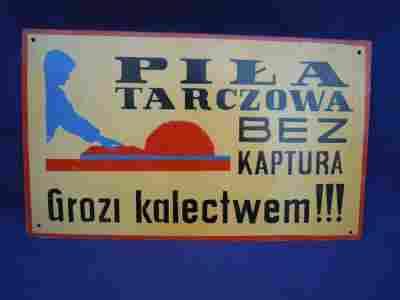 PIŁA
TARCZOWA
BEZ
KAPTURA
Grozi kalectwem!!!